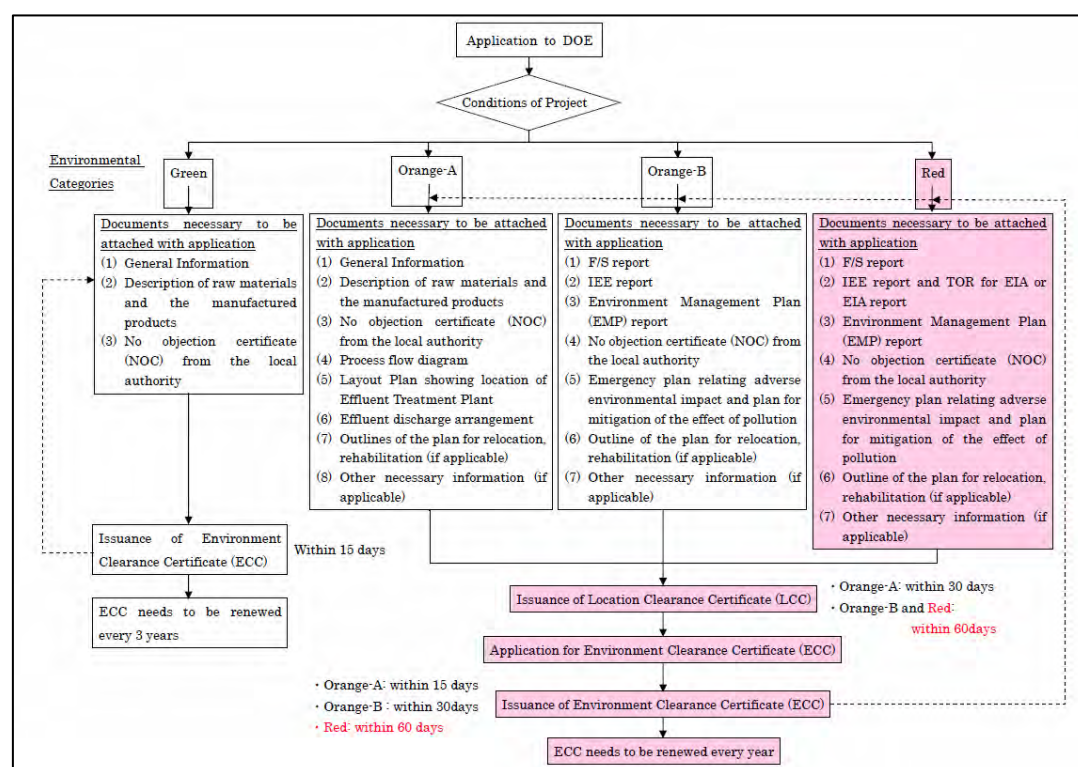 Application to DOE
Conditions of Project
Environmental
Categories
Green
Orange-A
Orange-B
Red
Documents necessary to be
attached with application
(1) General Information
(2) Description of raw materials
and the manufactured
products
(3) No objection certificate
(NOC) from the local
authority
Documents necessary to be attached
with application
(1) General Information
(2) Description of raw materials and
the manufactured products
(3) No objection certificate (NOC)
from the local authority
(4) Process flow diagram
(5) Layout Plan showing location of
Effluent Treatment Plant
(6) Effluent discharge arrangement
(7) Outlines of the plan for relocation,
rehabilitation (if applicable)
(8) Other necessary information (if
applicable)
Documents necessary to be attached
with application
(1) F/S report
(2) IEE report
(3) Environment Management Plan
(EMP) report
(4) No objection certificate (NOC) from
the local authority
(5) Emergency plan relating adverse
environmental impact and plan for
mitigation of the effect of pollution
(6) Outline of the plan for relocation,
rehabilitation (if applicable)
(7) Other necessary information (if
applicable)
Documents necessary to be attached
with application
(1) F/S report
(2) IEE report and TOR for EIA or
EIA report
(3) Environment Management Plan
(EMP) report
(4) No objection certificate (NOC)
from the local authority
(5) Emergency plan relating adverse
environmental impact and plan
for mitigation of the effect of
pollution
(6) Outline of the plan for relocation,
rehabilitation (if applicable)
(7) Other necessary information (if
applicable)
Issuance of Environment
Clearance Certificate (ECC)
Within 15 days
ECC needs to be renewed
every 3 years
Issuance of Location Clearance Certificate (LCC)
・Orange-A: within 30 days
・Orange-B and Red:
within 60days
Application for Environment Clearance Certificate (ECC)
・Orange-A: within 15 days
・Orange-B : within 30days
・Red: within 60 days
Issuance of Environment Clearance Certificate (ECC)
ECC needs to be renewed every year